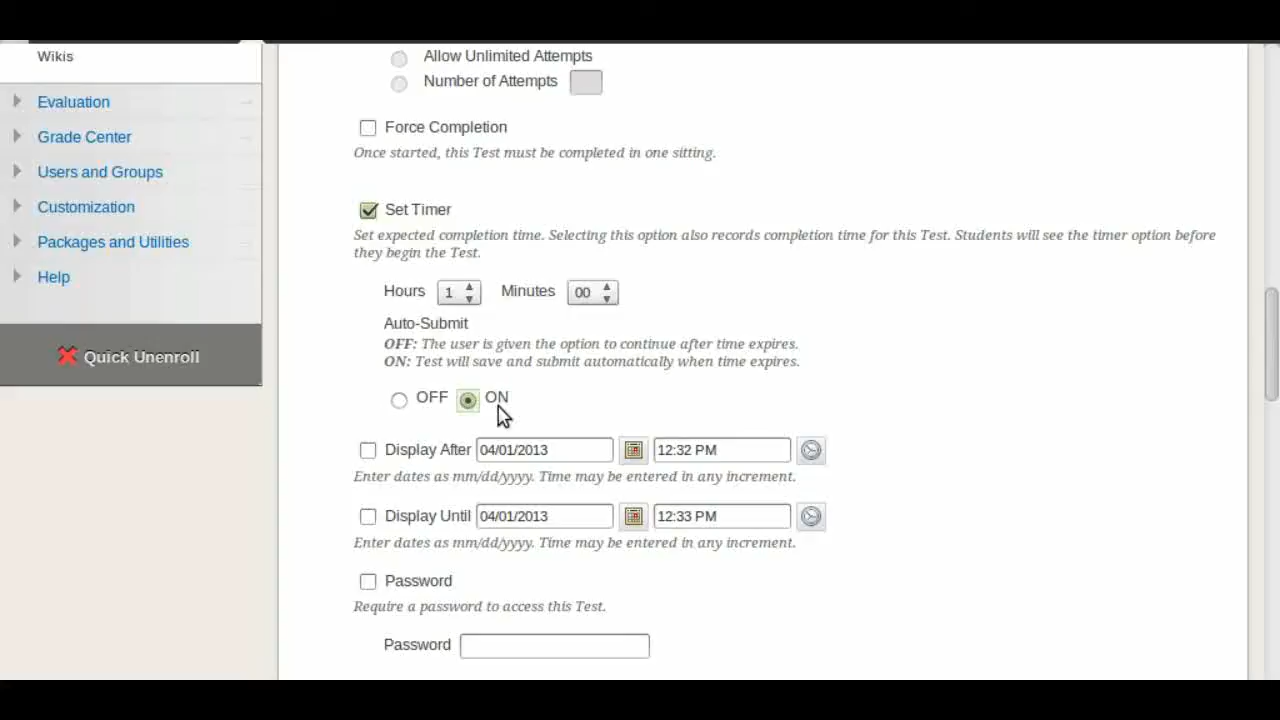 Wikis
Evaluation
Grade Center
Users and Groups
Customization
Packages and Utilities
Help
Quick Unenroll
Allow Unlimited Attempts
Number of Attempts
Force Completion
Once started, this Test must be completed in one sitting.
Set Timer
Set expected completion time. Selecting this option also records completion time for this Test. Students will see the timer option before
they begin the Test.
Hours 1 Minutes 00
Auto-Submit
OFF: The user is given the option to continue after time expires.
ON: Test will save and submit automatically when time expires.
OFF ON
Display After 04/01/2013 12:32 PM
Enter dates as mm/dd/yyyy. Time may be entered in any increment.
Display Until 04/01/2013 12:33 PM
Enter dates as mm/dd/yyyy. Time may be entered in any increment.
Password
Require a password to access this Test.
Password